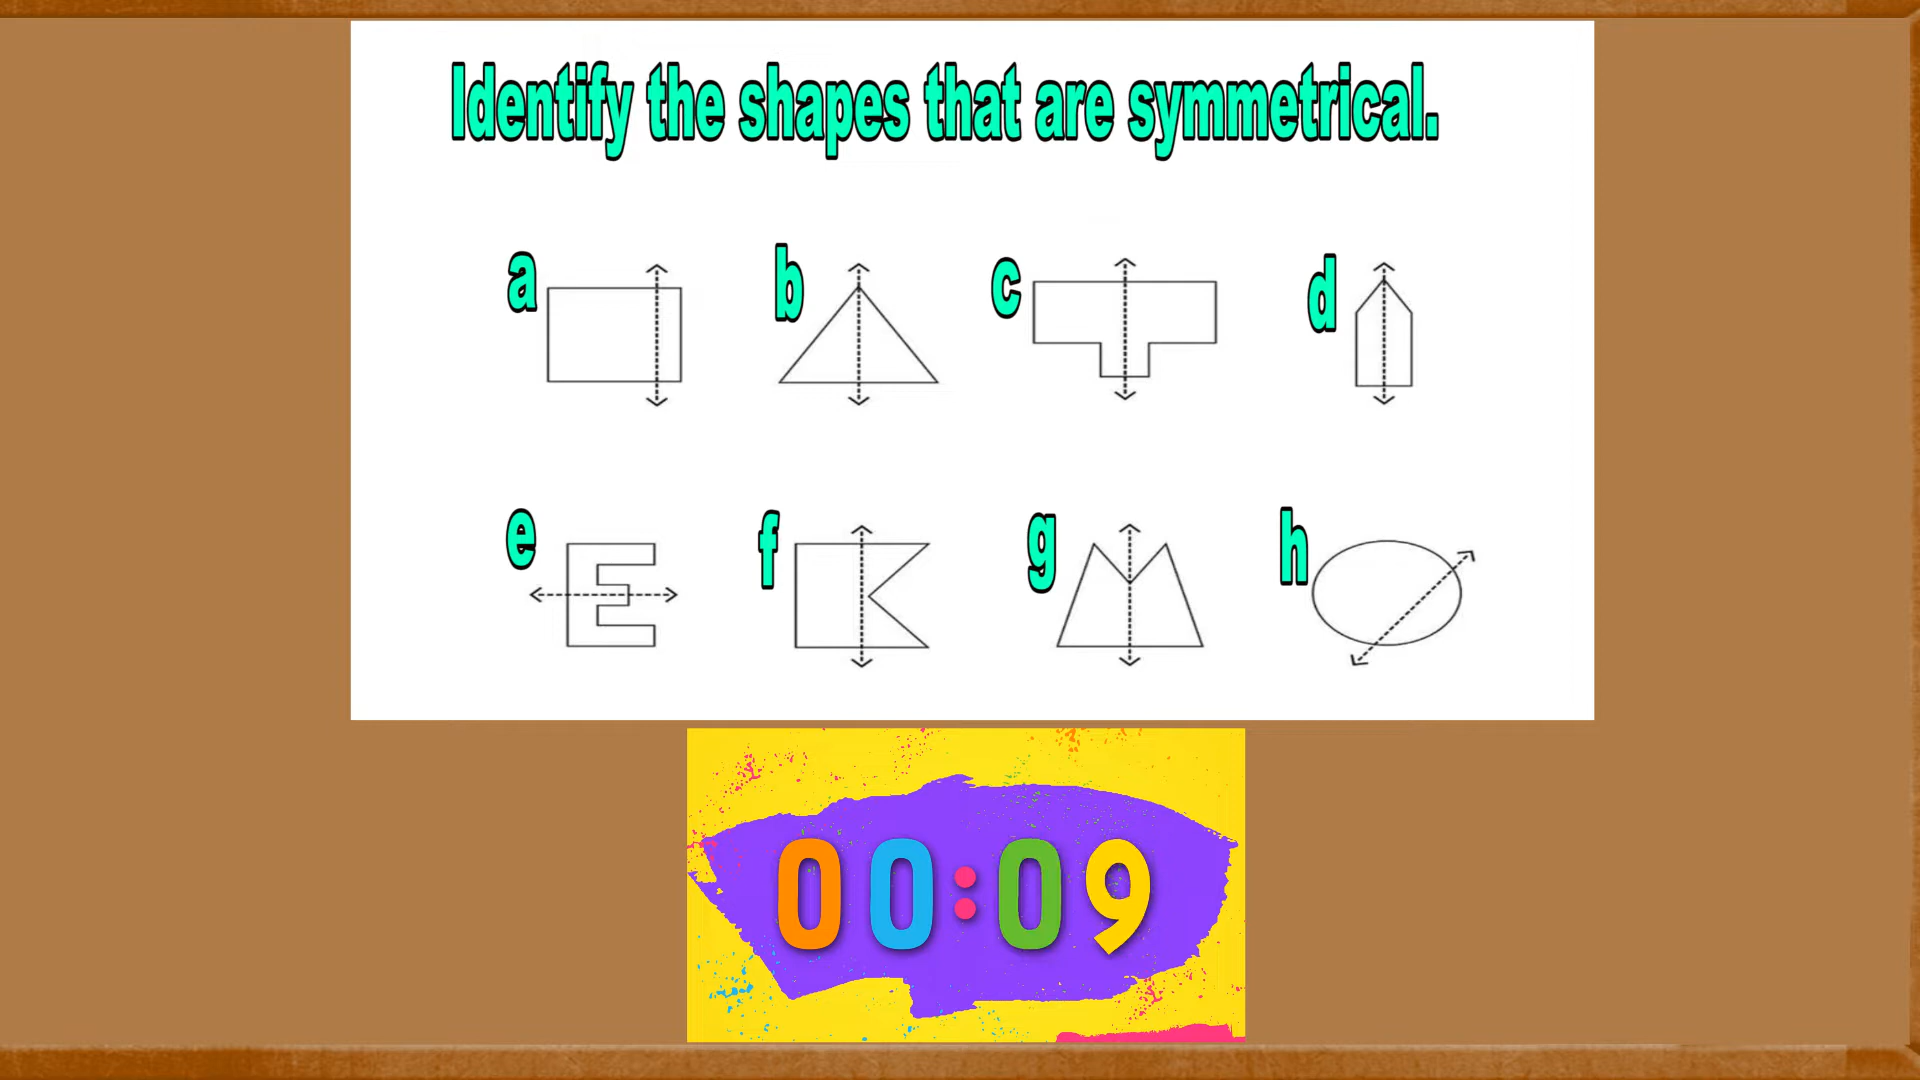 Identify the shapes that are symmetrical.
a b c d
e f g h
00:09